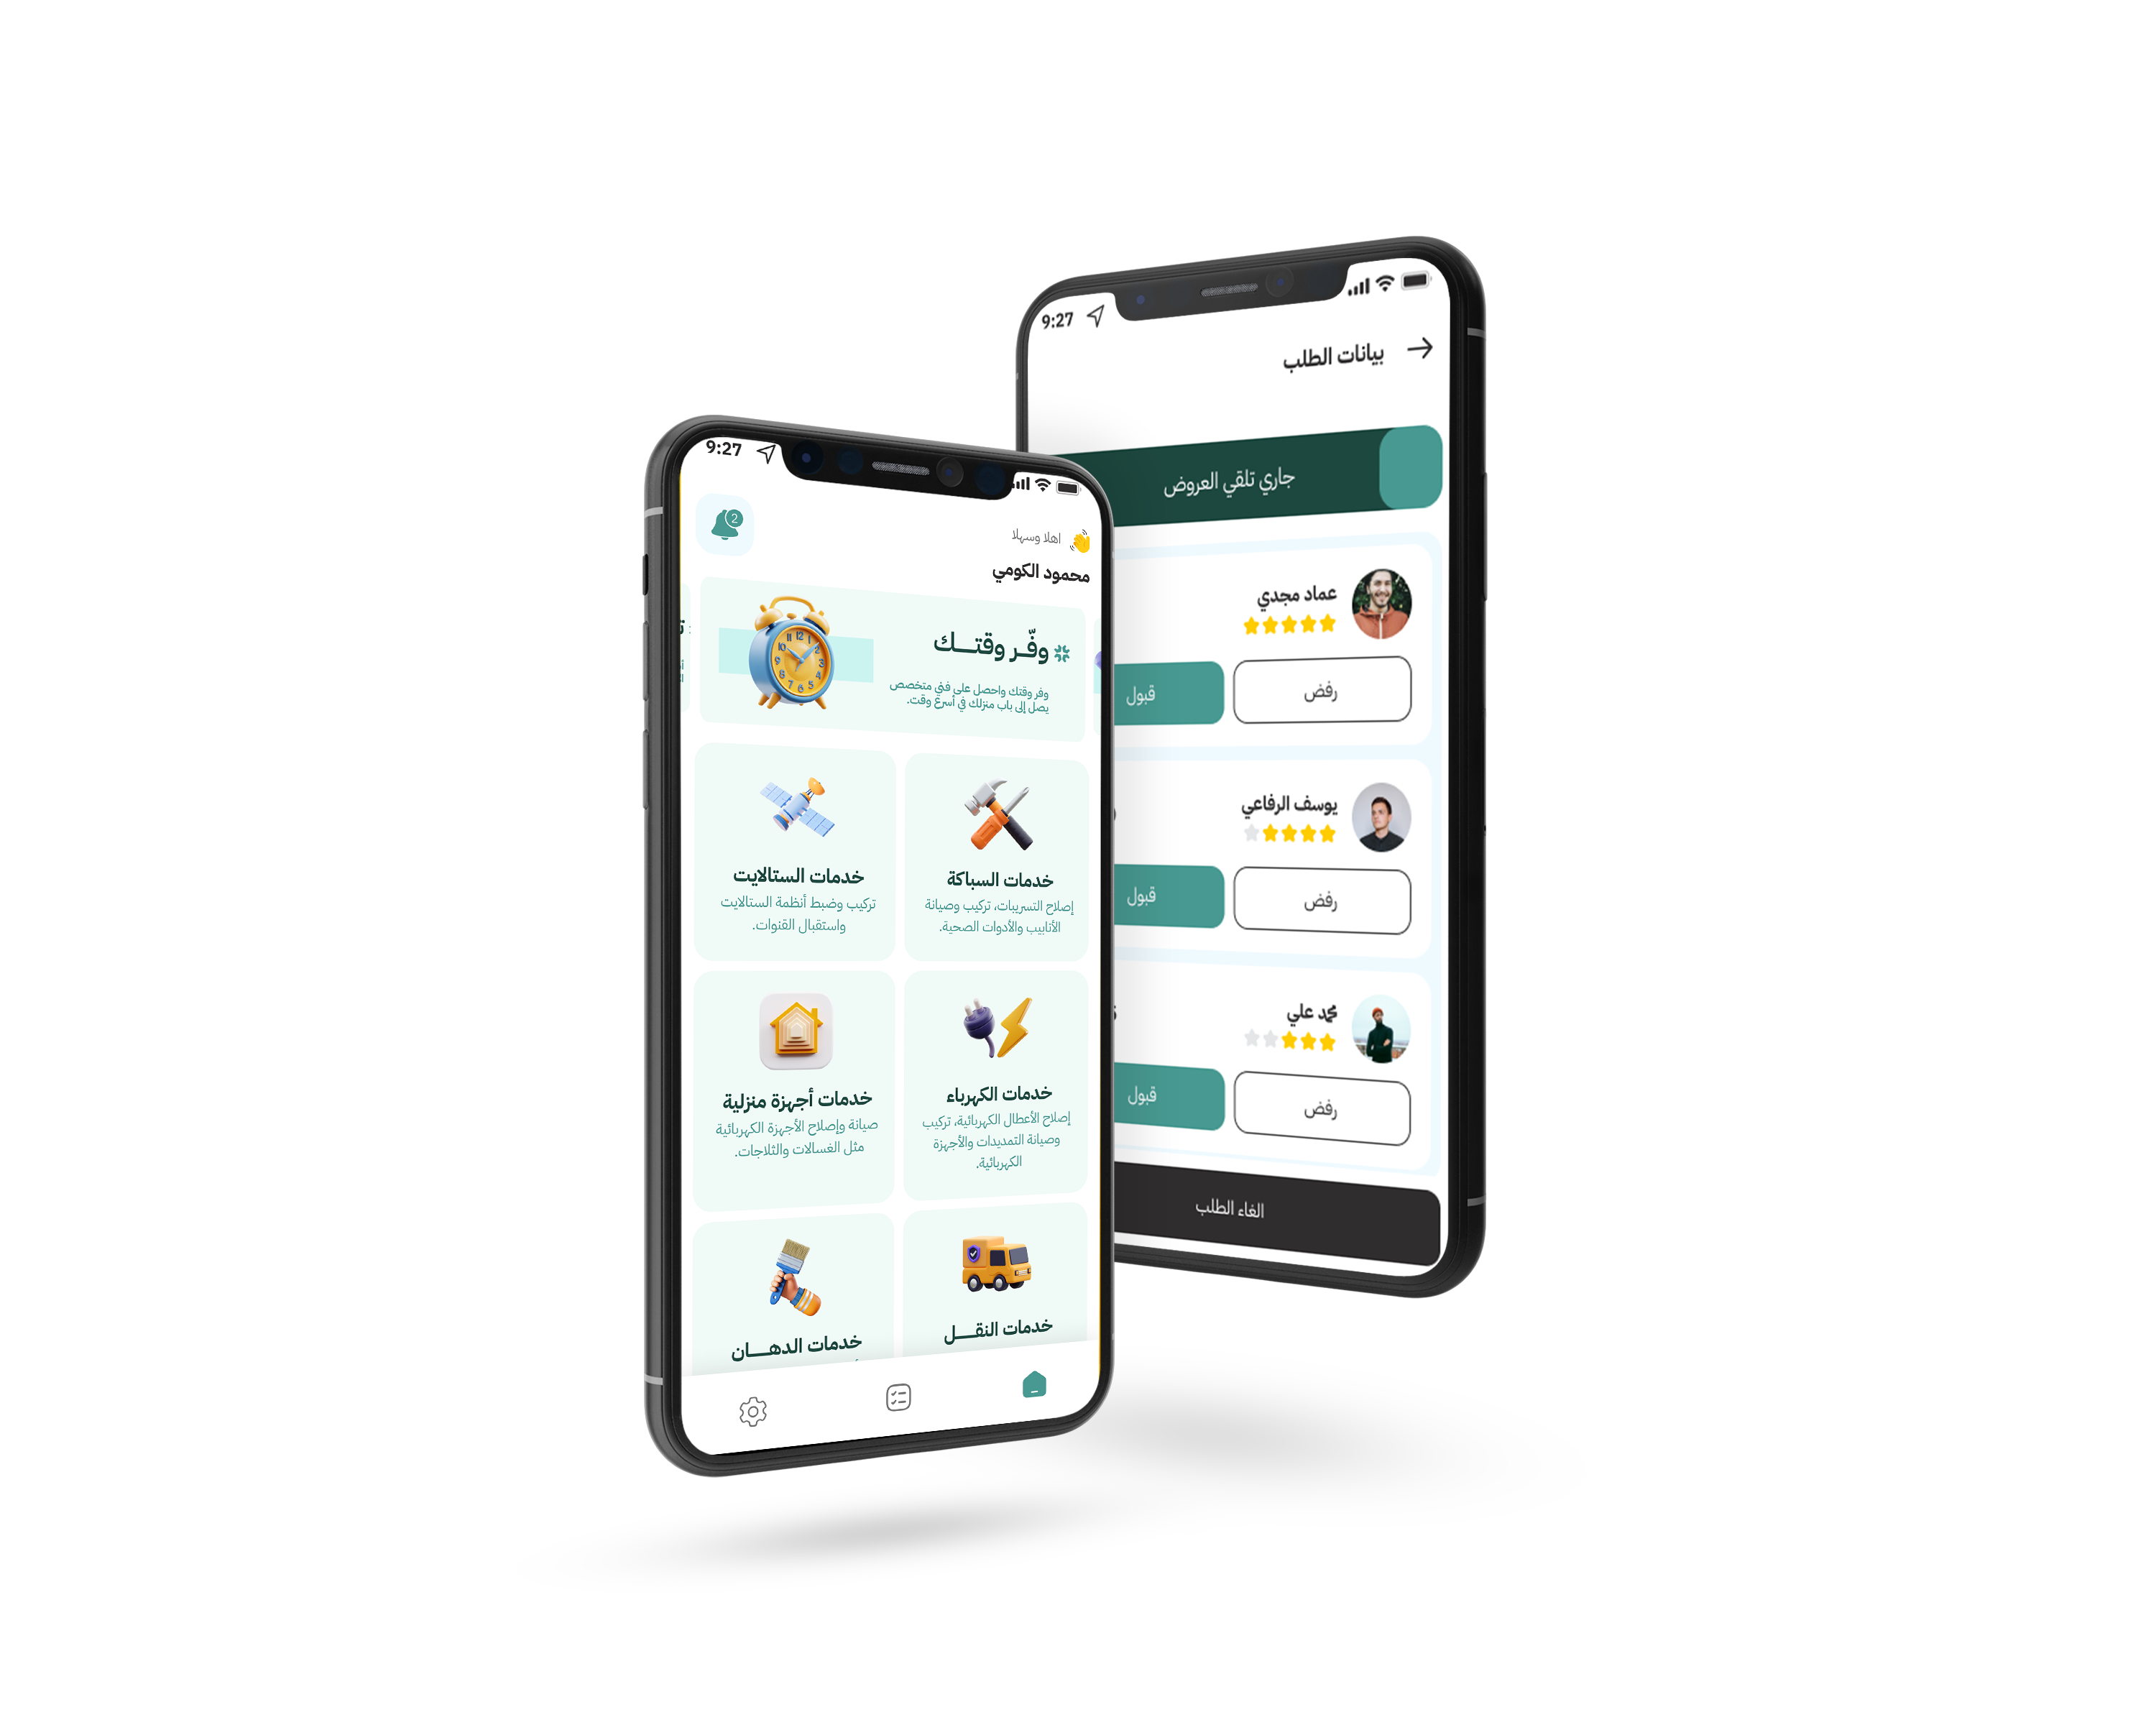 9:27
2
اهلا وسهلا
محمود الكومي
وفّـر وقتــك
وفر وقتك واحصل على فني متخصص
يصل إلى باب منزلك في أسرع وقت.
خدمات السباكة
إصلاح التسريبات، تركيب وصيانة
الأنابيب والأدوات الصحية.
خدمات الستالايت
تركيب وضبط أنظمة الستالايت
واستقبال القنوات.
خدمات الكهرباء
إصلاح الأعطال الكهربائية، تركيب
وصيانة التمديدات والأجهزة
الكهربائية.
خدمات أجهزة منزلية
صيانة وإصلاح الأجهزة الكهربائية
مثل الغسالات والثلاجات.
خدمات النقــــل
خدمات الدهــــان
9:27
بيانات الطلب
جاري تلقي العروض
عماد مجدي
رفض
قبول
يوسف الرفاعي
رفض
قبول
محمد علي
رفض
قبول
الغاء الطلب